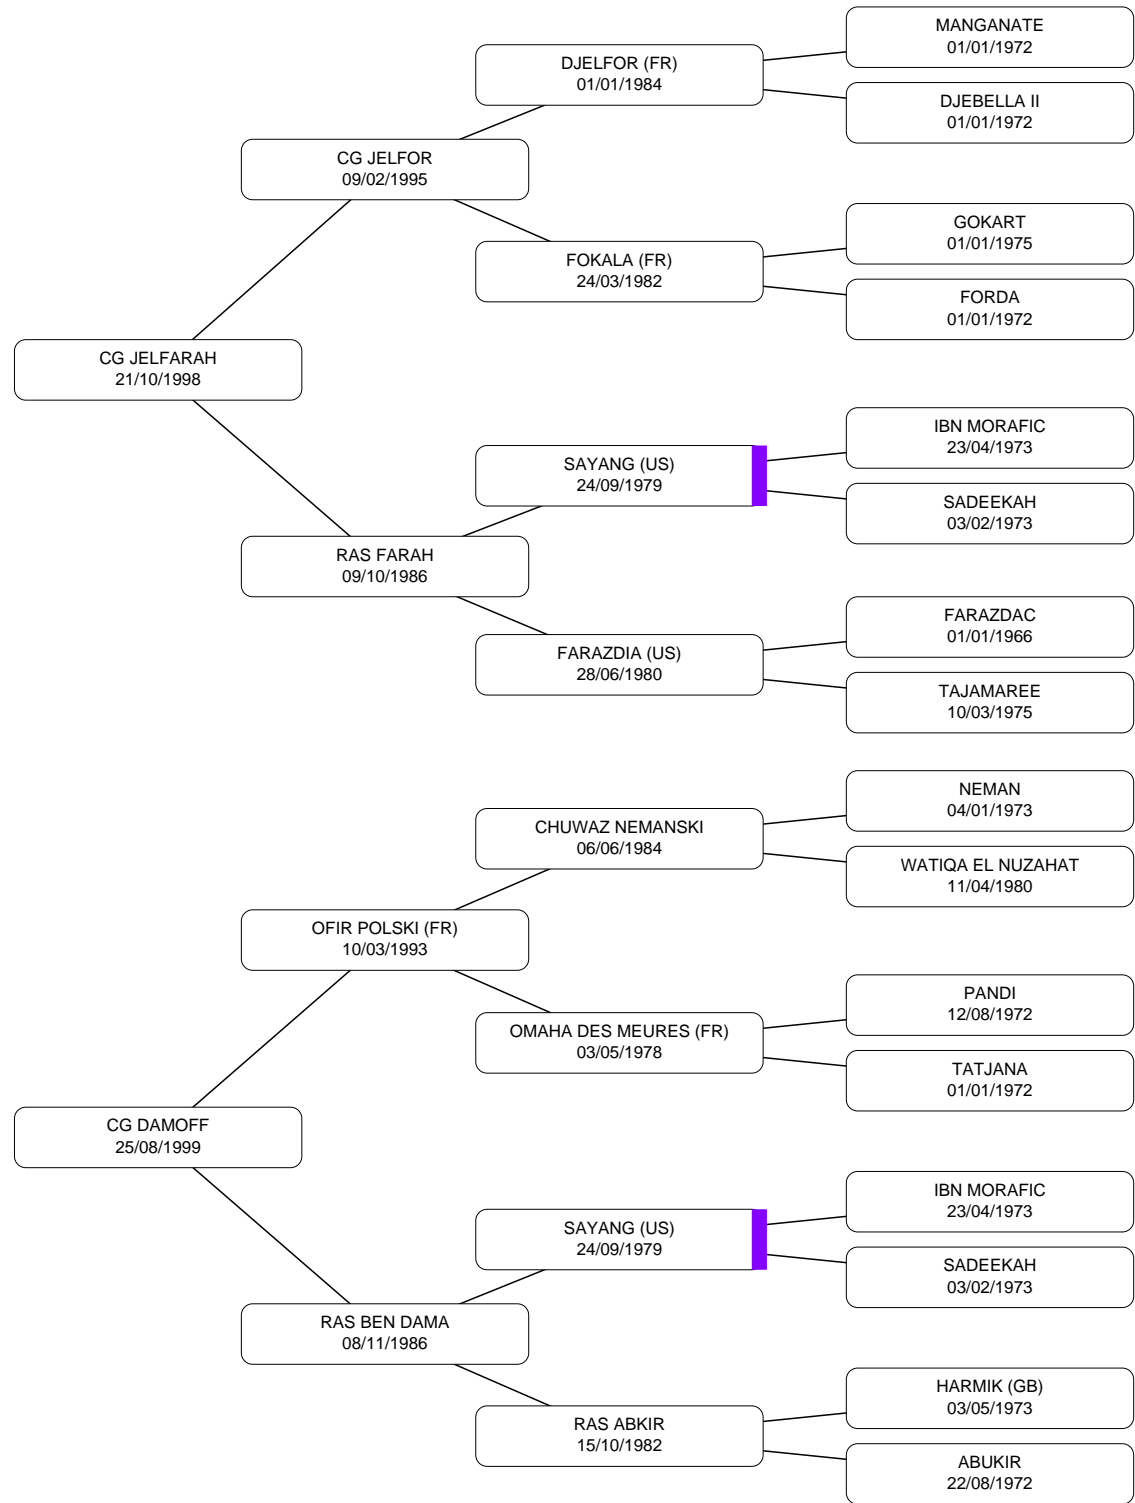 MANGANATE
01/01/1972
DJELFOR (FR)
01/01/1984
DJEBELLA II
01/01/1972
CG JELFOR
09/02/1995
GOKART
01/01/1975
FOKALA (FR)
24/03/1982
FORDA
01/01/1972
CG JELFARAH
21/10/1998
IBN MORAFIC
23/04/1973
SAYANG (US)
24/09/1979
SADEEKAH
03/02/1973
RAS FARAH
09/10/1986
FARAZDAC
01/01/1966
FARAZDIA (US)
28/06/1980
TAJAMAREE
10/03/1975
NEMAN
04/01/1973
CHUWAZ NEMANSKI
06/06/1984
WATIQA EL NUZAHAT
11/04/1980
OFIR POLSKI (FR)
10/03/1993
PANDI
12/08/1972
OMAHA DES MEURES (FR)
03/05/1978
TATJANA
01/01/1972
CG DAMOFF
25/08/1999
IBN MORAFIC
23/04/1973
SAYANG (US)
24/09/1979
SADEEKAH
03/02/1973
RAS BEN DAMA
08/11/1986
HARMIK (GB)
03/05/1973
RAS ABKIR
15/10/1982
ABUKIR
22/08/1972